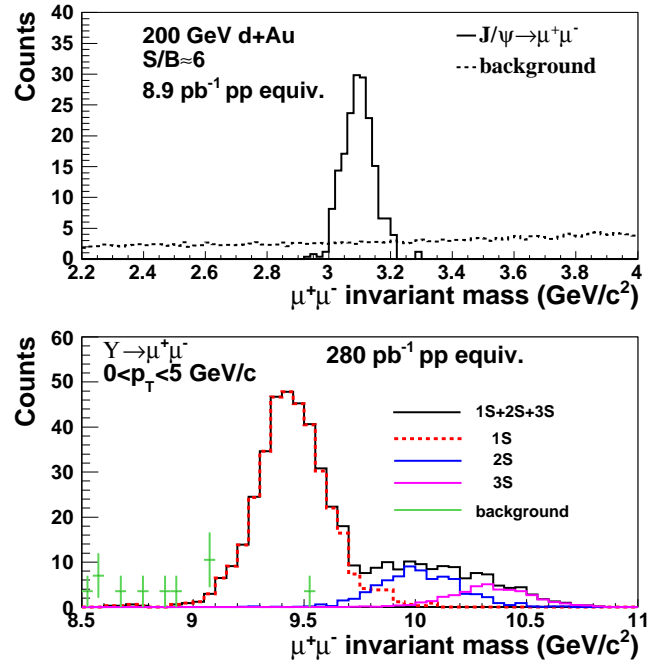 200 GeV d+Au
S/B≈6
8.9 pb⁻¹ pp equiv.
J/ψ→μ⁺μ⁻
background
Counts
40
35
30
25
20
15
10
5
0
2.2 2.4 2.6 2.8 3 3.2 3.4 3.6 3.8 4
μ⁺μ⁻ invariant mass (GeV/c²)
ϒ→μ⁺μ⁻
0<p_T<5 GeV/c
280 pb⁻¹ pp equiv.
1S+2S+3S
1S
2S
3S
background
Counts
60
50
40
30
20
10
0
8.5 9 9.5 10 10.5 11
μ⁺μ⁻ invariant mass (GeV/c²)